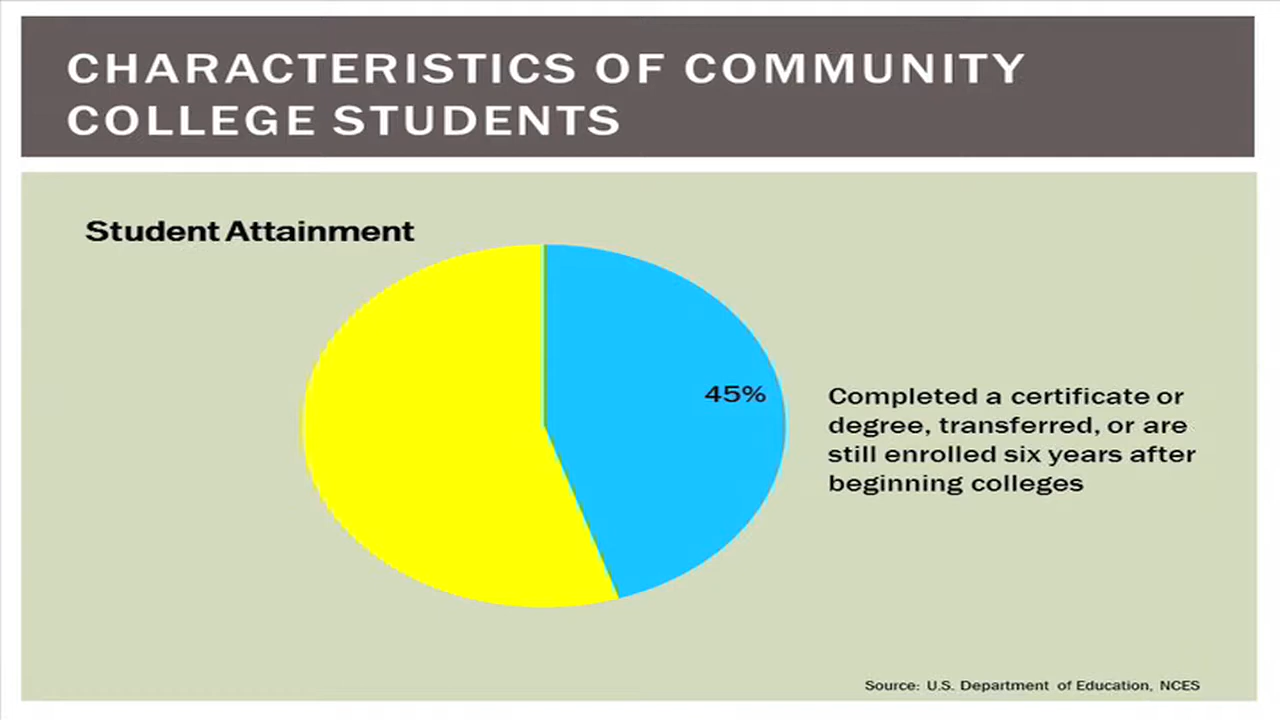 CHARACTERISTICS OF COMMUNITY
COLLEGE STUDENTS
Student Attainment
45%
Completed a certificate or
degree, transferred, or are
still enrolled six years after
beginning colleges
Source: U.S. Department of Education, NCES